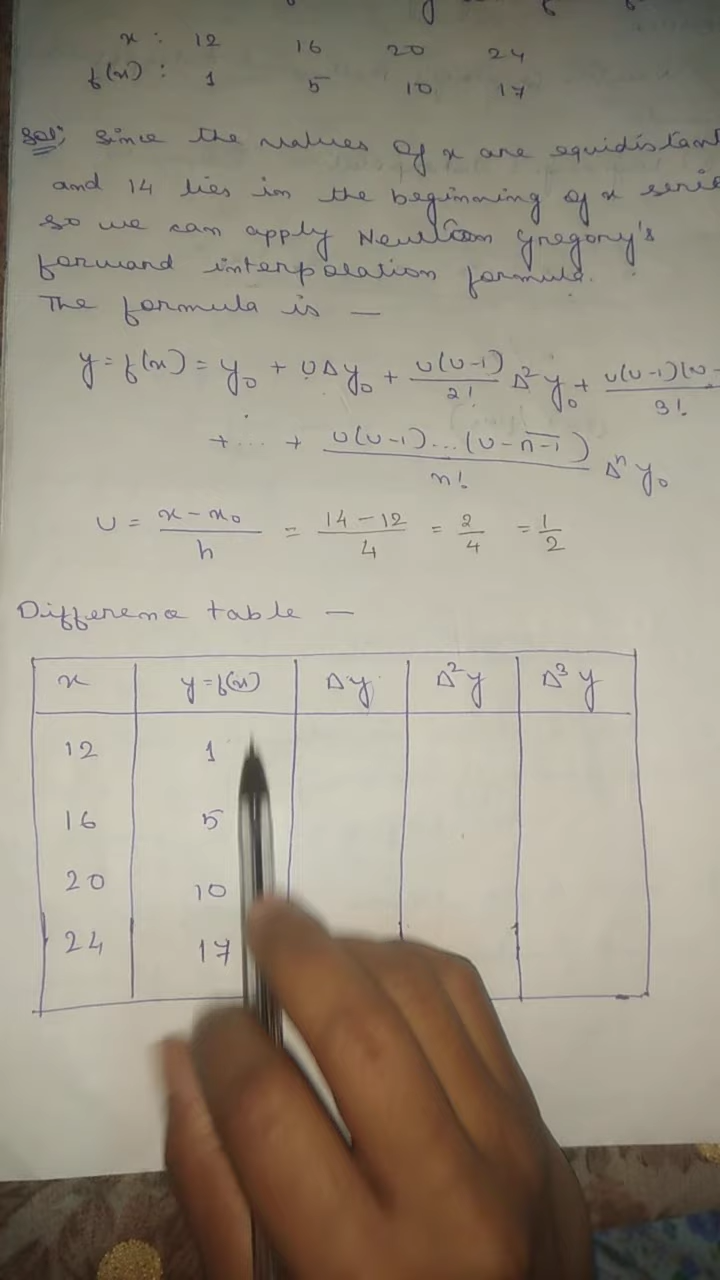 x : 12 16 20 24
f(x) : 1 5 10 17
Sol; Since the values of x are equidistant
and 14 lies in the beginning of x serie
so we can apply Newton Gregory's
forward interpolation formula.
The formula is —
y = f(x) = y₀ + UΔy₀ + U(U-1)/2! Δ²y₀ + U(U-1)(U-/3!
+ .... + U(U-1)...(U-n̅-̅1̅)/n! Δⁿy₀
U = x-x₀/h = 14-12/4 = 2/4 = 1/2
Difference table —
x y=f(x) Δy Δ²y Δ³y
12 1
16 5
20 10
24 17